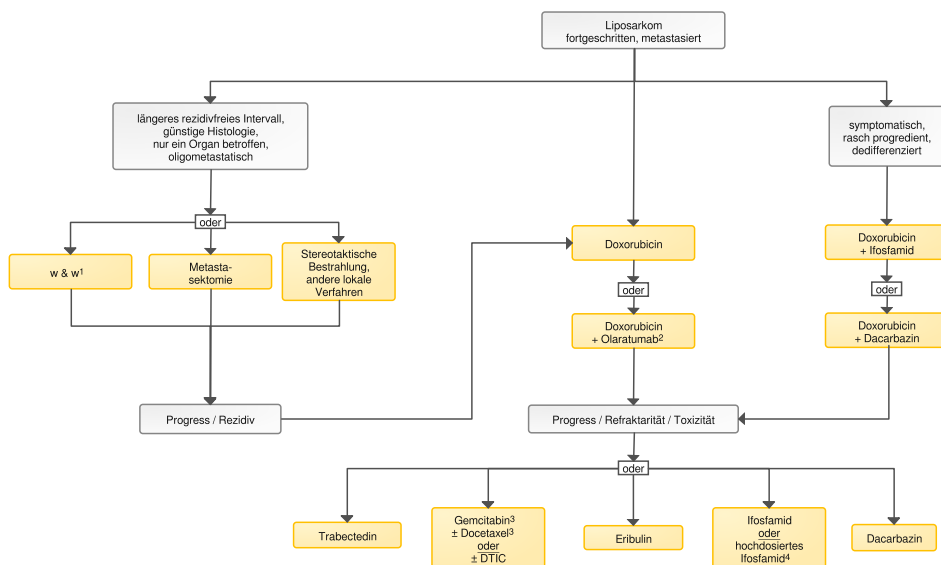 Liposarkom
fortgeschritten, metastasiert
längeres rezidivfreies Intervall,
günstige Histologie,
nur ein Organ betroffen,
oligometastatisch
symptomatisch,
rasch progredient,
dedifferenziert
oder
w & w¹
Metasta-
sektomie
Stereotaktische
Bestrahlung,
andere lokale
Verfahren
Doxorubicin
oder
Doxorubicin
+ Olaratumab²
Doxorubicin
+ Ifosfamid
oder
Doxorubicin
+ Dacarbazin
Progress / Rezidiv
Progress / Refraktarität / Toxizität
oder
Trabectedin
Gemcitabin³
± Docetaxel³
oder
± DTIC
Eribulin
Ifosfamid
oder
hochdosiertes
Ifosfamid⁴
Dacarbazin